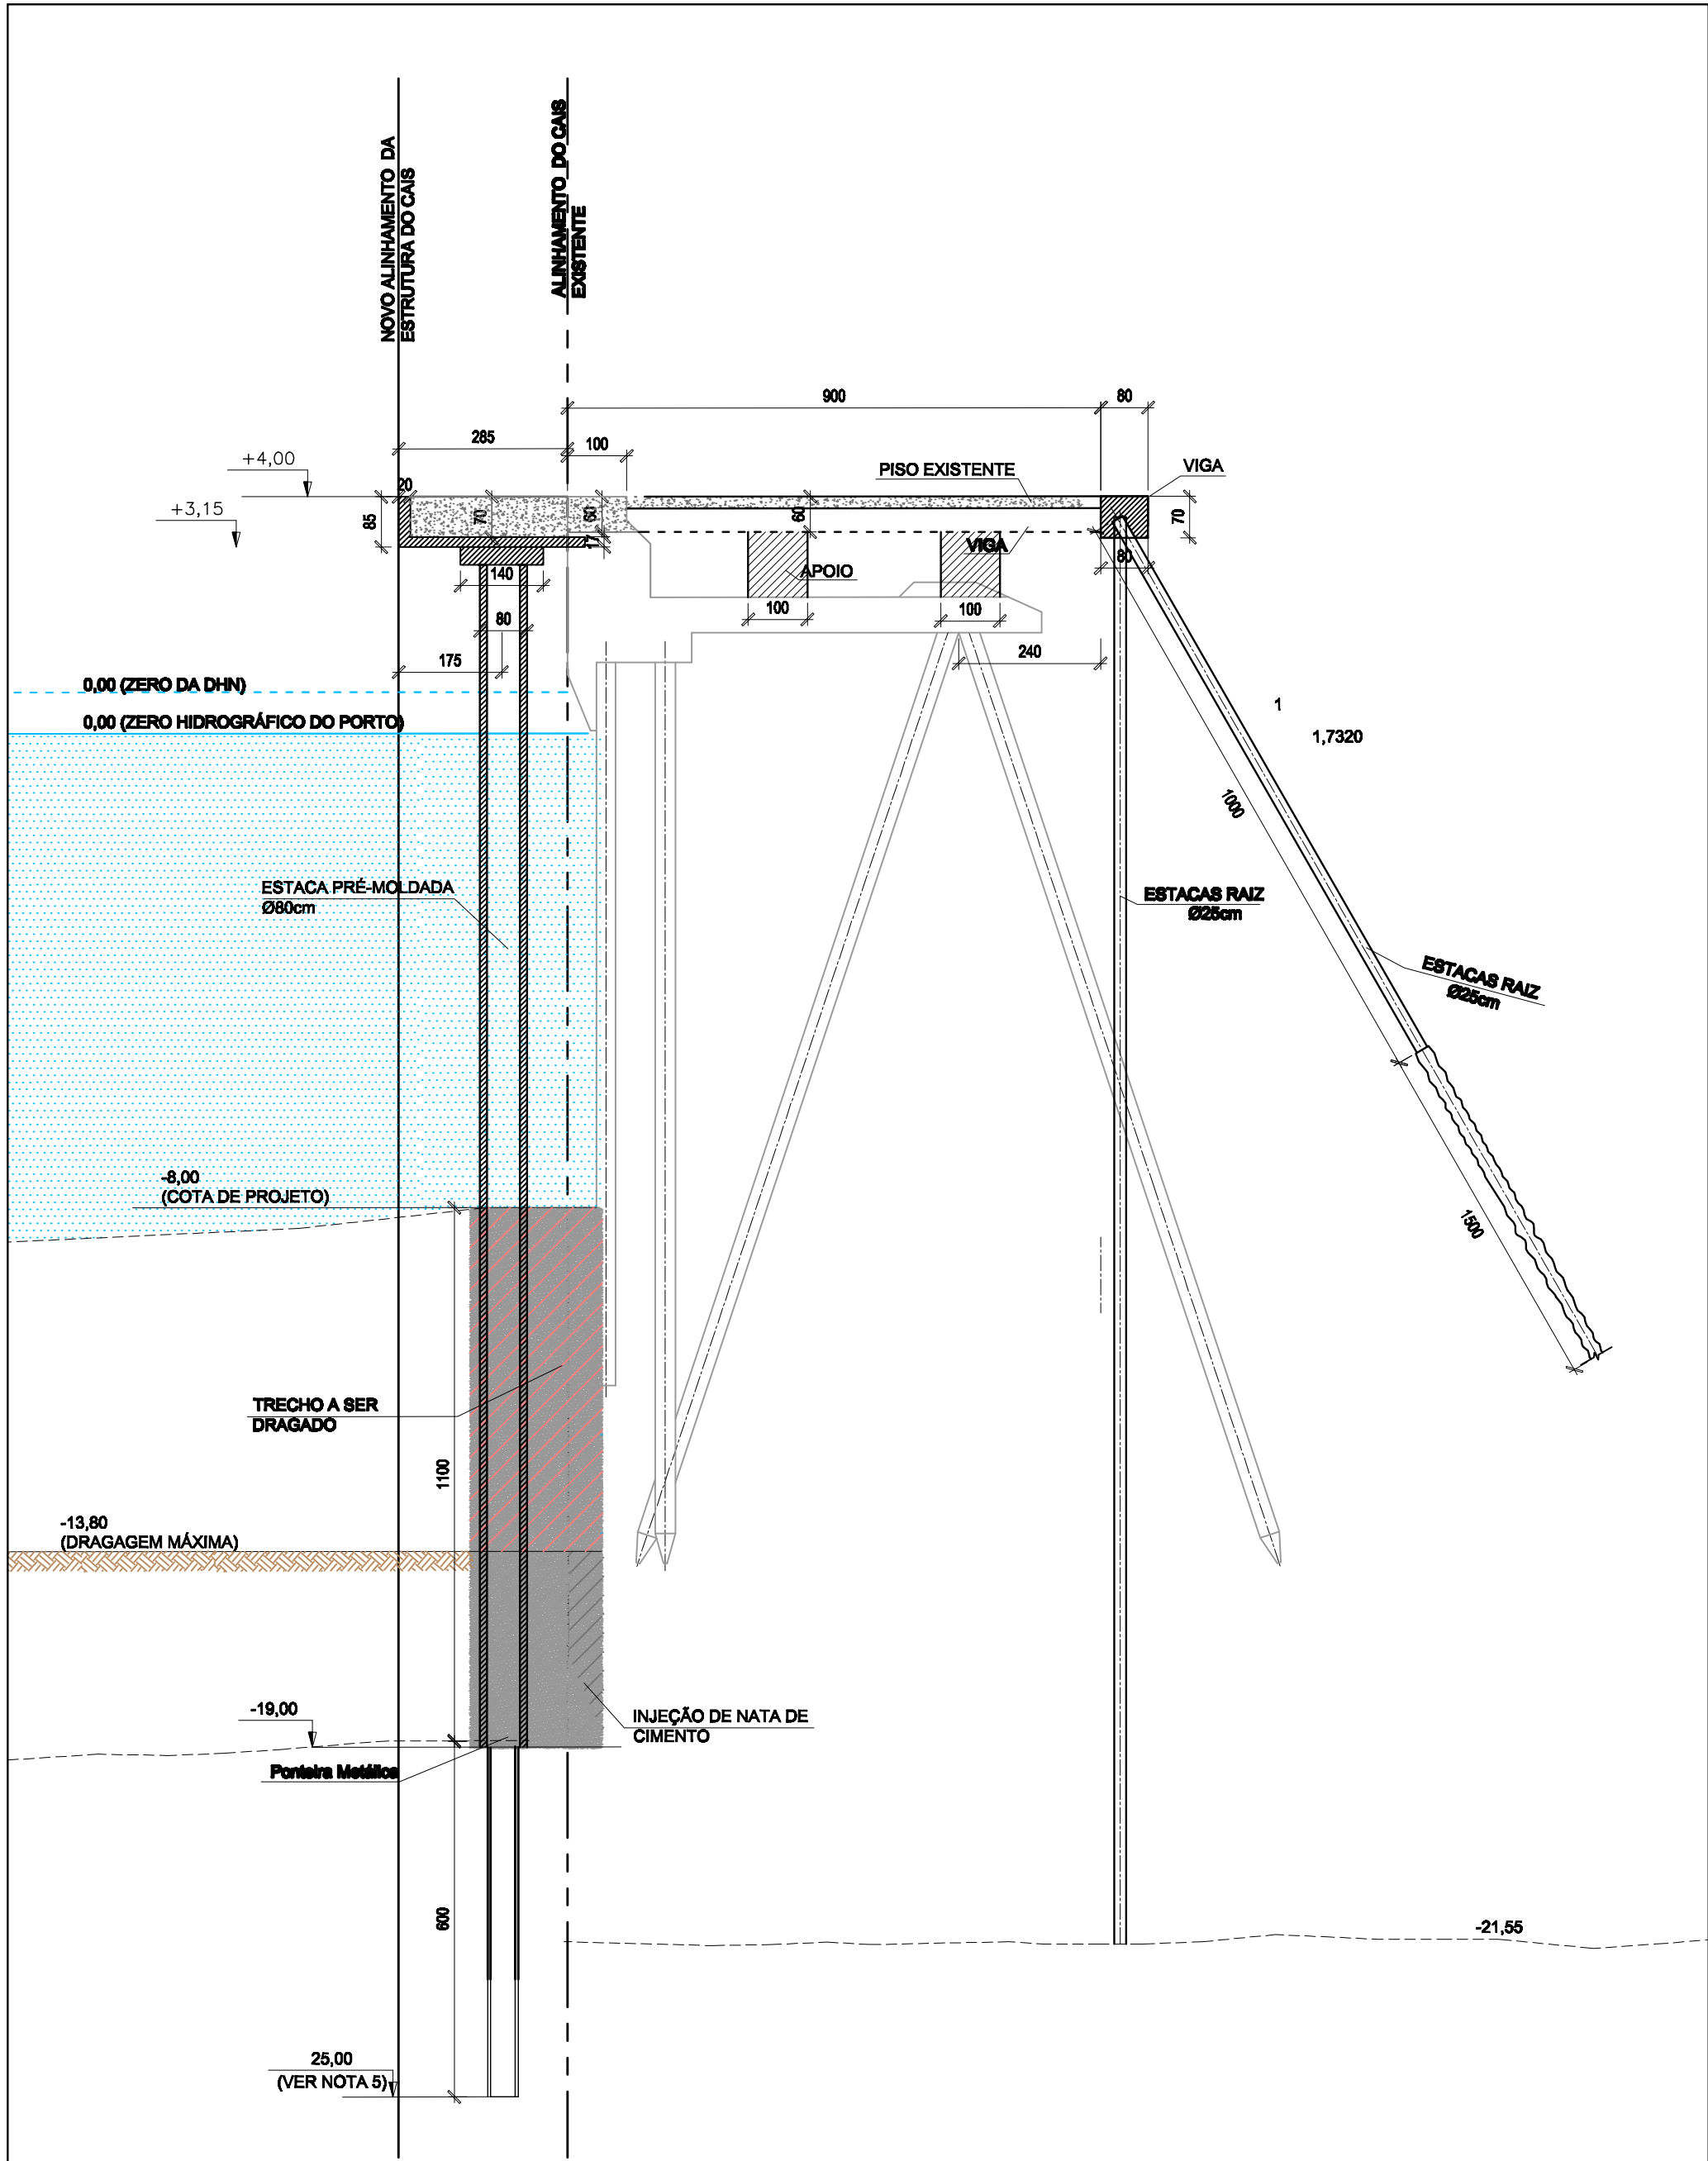 NOVO ALINHAMENTO DA
ESTRUTURA DO CAIS
ALINHAMENTO DO CAIS
EXISTENTE
900
80
285
100
+4,00
PISO EXISTENTE
VIGA
20
+3,15
85
70
60
60
70
17
VIGA
80
140
APOIO
100
100
80
175
240
0,00 (ZERO DA DHN)
0,00 (ZERO HIDROGRÁFICO DO PORTO)
1
1,7320
1000
ESTACA PRÉ-MOLDADA
Ø80cm
ESTACAS RAIZ
Ø25cm
ESTACAS RAIZ
Ø25cm
-8,00
(COTA DE PROJETO)
1500
TRECHO A SER
DRAGADO
1100
-13,80
(DRAGAGEM MÁXIMA)
-19,00
INJEÇÃO DE NATA DE
CIMENTO
Ponteira Metálica
600
-21,55
25,00
(VER NOTA 5)